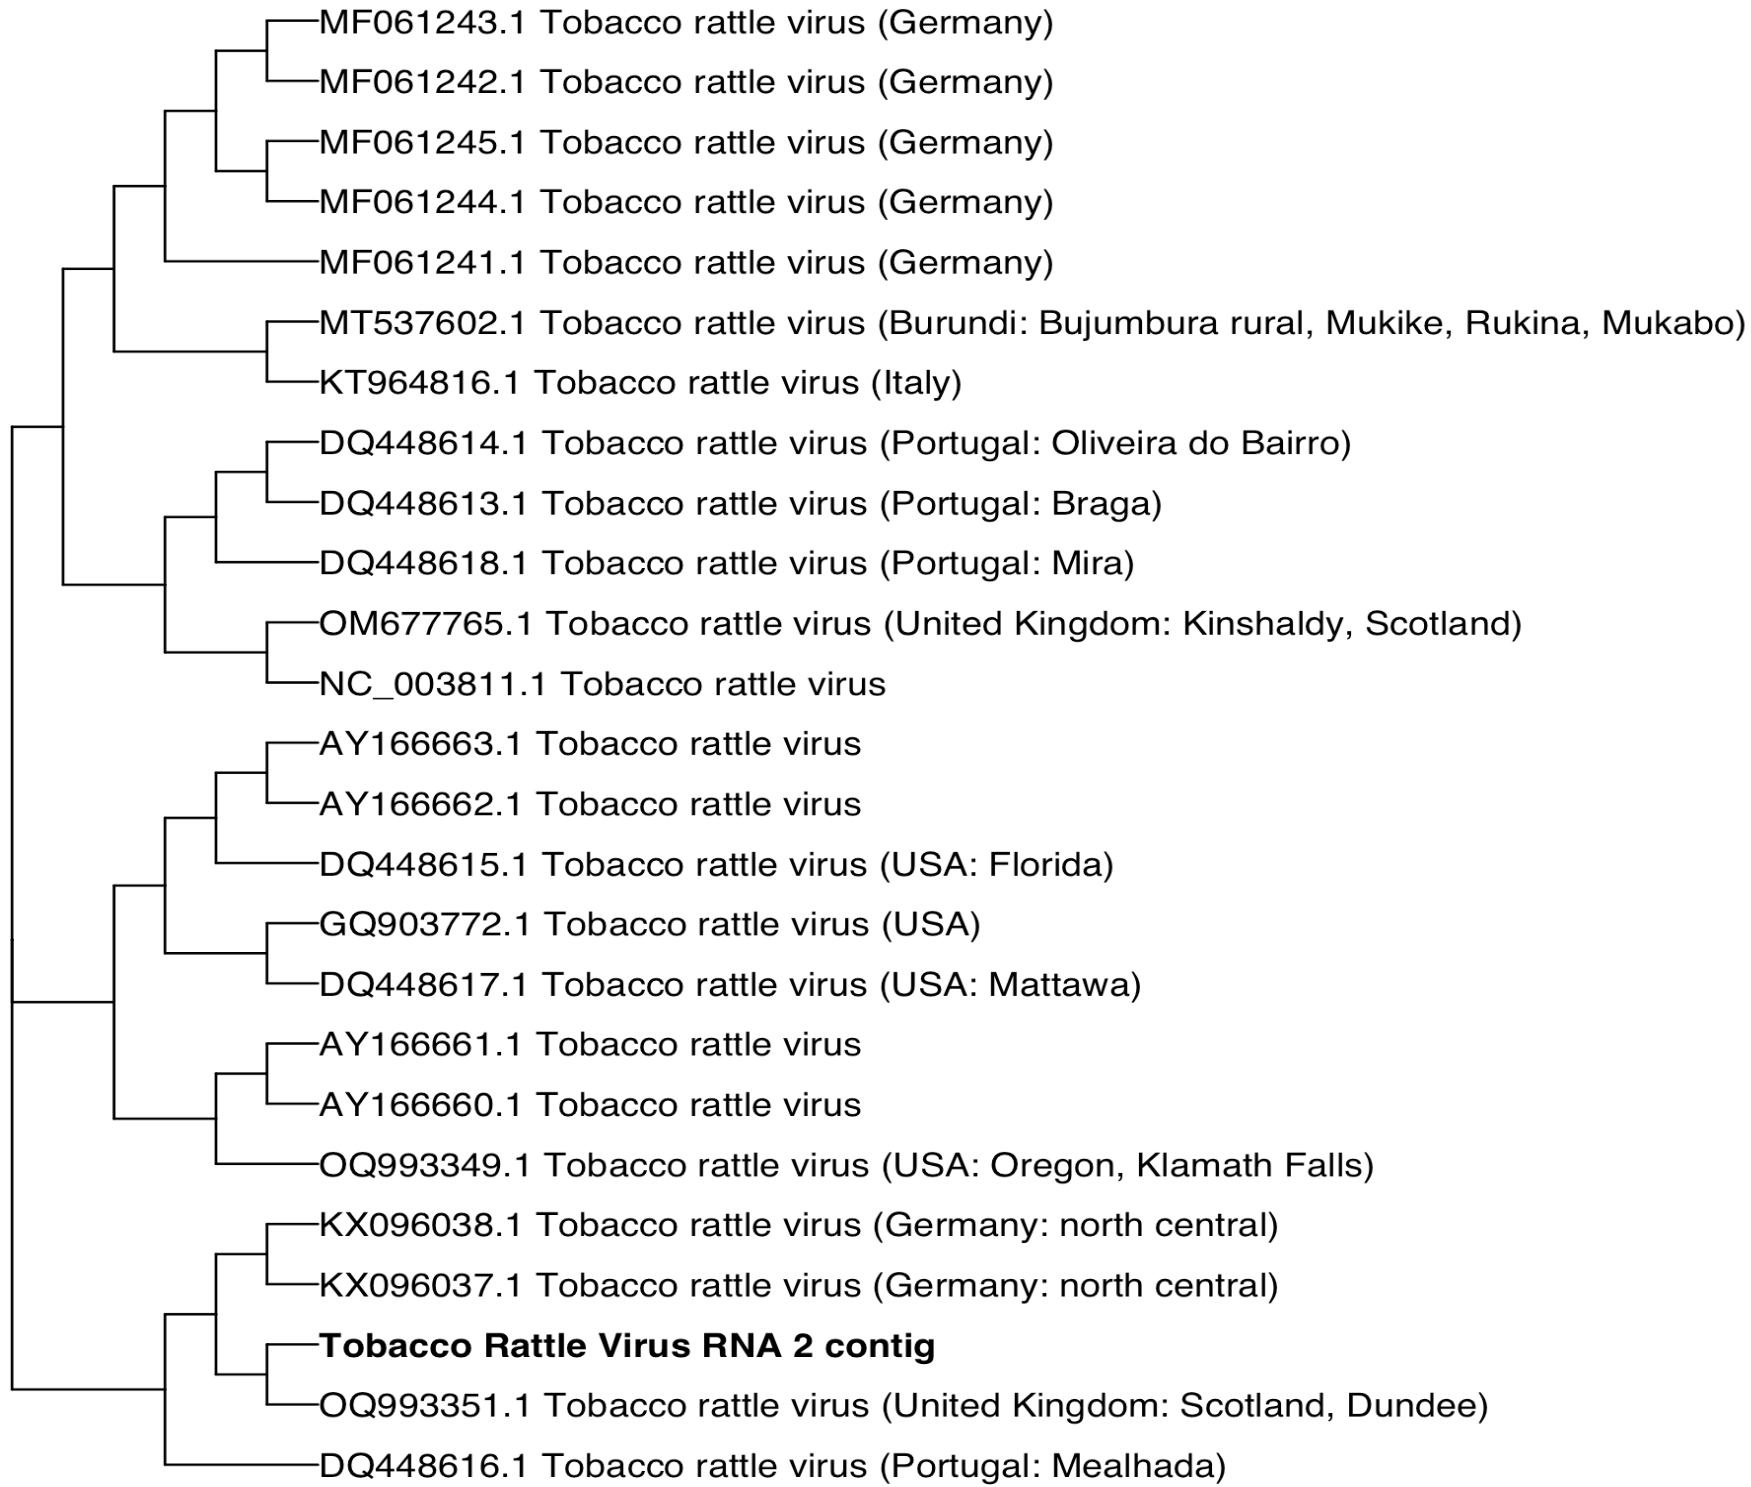 MF061243.1 Tobacco rattle virus (Germany)
MF061242.1 Tobacco rattle virus (Germany)
MF061245.1 Tobacco rattle virus (Germany)
MF061244.1 Tobacco rattle virus (Germany)
MF061241.1 Tobacco rattle virus (Germany)
MT537602.1 Tobacco rattle virus (Burundi: Bujumbura rural, Mukike, Rukina, Mukabo)
KT964816.1 Tobacco rattle virus (Italy)
DQ448614.1 Tobacco rattle virus (Portugal: Oliveira do Bairro)
DQ448613.1 Tobacco rattle virus (Portugal: Braga)
DQ448618.1 Tobacco rattle virus (Portugal: Mira)
OM677765.1 Tobacco rattle virus (United Kingdom: Kinshaldy, Scotland)
NC_003811.1 Tobacco rattle virus
AY166663.1 Tobacco rattle virus
AY166662.1 Tobacco rattle virus
DQ448615.1 Tobacco rattle virus (USA: Florida)
GQ903772.1 Tobacco rattle virus (USA)
DQ448617.1 Tobacco rattle virus (USA: Mattawa)
AY166661.1 Tobacco rattle virus
AY166660.1 Tobacco rattle virus
OQ993349.1 Tobacco rattle virus (USA: Oregon, Klamath Falls)
KX096038.1 Tobacco rattle virus (Germany: north central)
KX096037.1 Tobacco rattle virus (Germany: north central)
Tobacco Rattle Virus RNA 2 contig
OQ993351.1 Tobacco rattle virus (United Kingdom: Scotland, Dundee)
DQ448616.1 Tobacco rattle virus (Portugal: Mealhada)